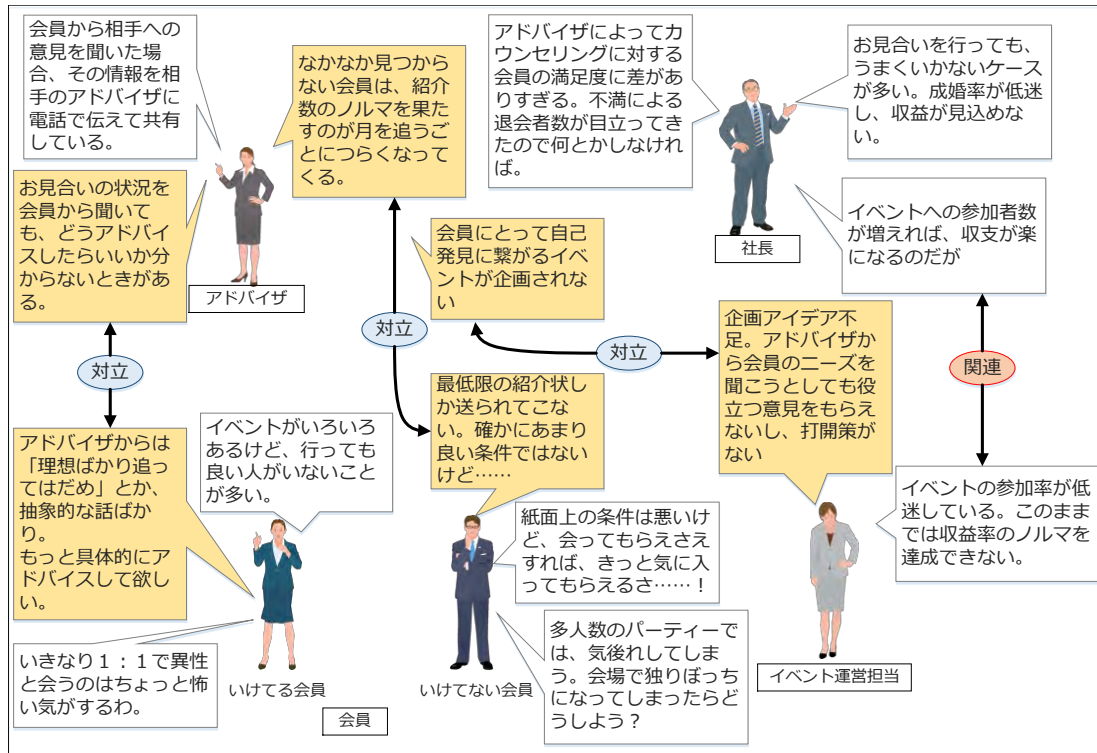 会員から相手への
意見を聞いた場
合、その情報を相
手のアドバイザに
電話で伝えて共有
している。
なかなか見つから
ない会員は、紹介
数のノルマを果た
すのが月を追うご
とにつらくなって
くる。
アドバイザによってカ
ウンセリングに対する
会員の満足度に差があ
りすぎる。不満による
退会者数が目立ってき
たので何とかしなけれ
ば。
お見合いを行っても、
うまくいかないケース
が多い。成婚率が低迷
し、収益が見込めな
い。
お見合いの状況を
会員から聞いて
も、どうアドバイ
スしたらいいか分
からないときがあ
る。
アドバイザ
会員にとって自己
発見に繋がるイベ
ントが企画されな
い
社長
イベントへの参加者数
が増えれば、収支が楽
になるのだが
対立
対立
対立
関連
企画アイデア不
足。アドバイザか
ら会員のニーズを
聞こうとしても役
立つ意見をもらえ
ないし、打開策が
ない
アドバイザからは
「理想ばかり追っ
てはだめ」とか、
抽象的な話ばか
り。
もっと具体的にア
ドバイスして欲し
い。
イベントがいろいろ
あるけど、行っても
良い人がいないこと
が多い。
最低限の紹介状し
か送られてこな
い。確かにあまり
良い条件ではない
けど……
紙面上の条件は悪いけ
ど、会ってもらえさえ
すれば、きっと気に入
ってもらえるさ……！
イベントの参加率が低
迷している。このまま
では収益率のノルマを
達成できない。
いきなり１：１で異性
と会うのはちょっと怖
い気がするわ。
いけてる会員
会員
いけてない会員
多人数のパーティーで
は、気後れしてしま
う。会場で独りぼっち
になってしまったらど
うしよう？
イベント運営担当